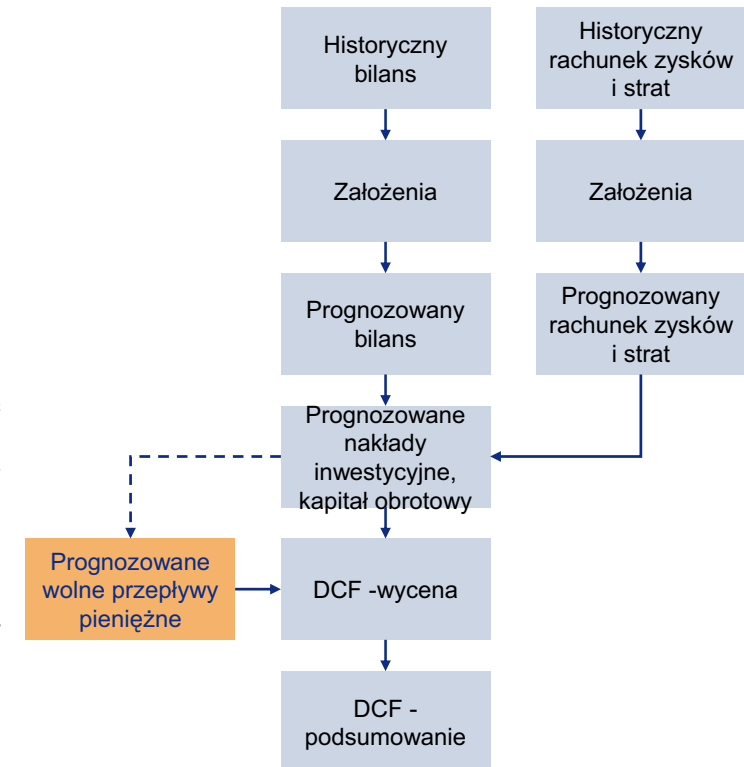 Historyczny
bilans
Historyczny
rachunek zysków
i strat
Założenia
Założenia
Prognozowany
bilans
Prognozowany
rachunek zysków
i strat
Prognozowane
nakłady
inwestycyjne,
kapitał obrotowy
Prognozowane
wolne przepływy
pieniężne
DCF -wycena
DCF -
podsumowanie